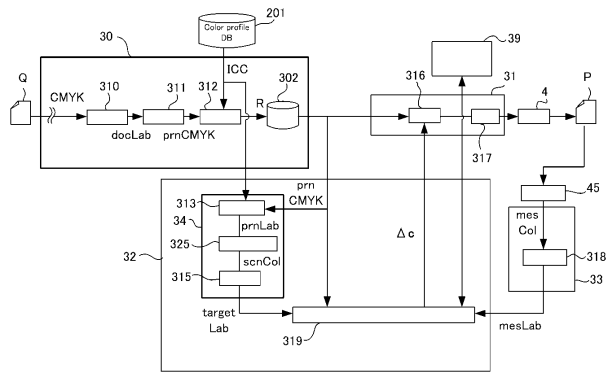 201
Color profile
DB
30
39
Q
CMYK
310
311
312
ICC
R
302
316
31
4
P
docLab
prnCMYK
317
45
prn
CMYK
313
34
prnLab
325
scnCol
315
32
Δc
mes
Col
318
33
target
Lab
319
mesLab